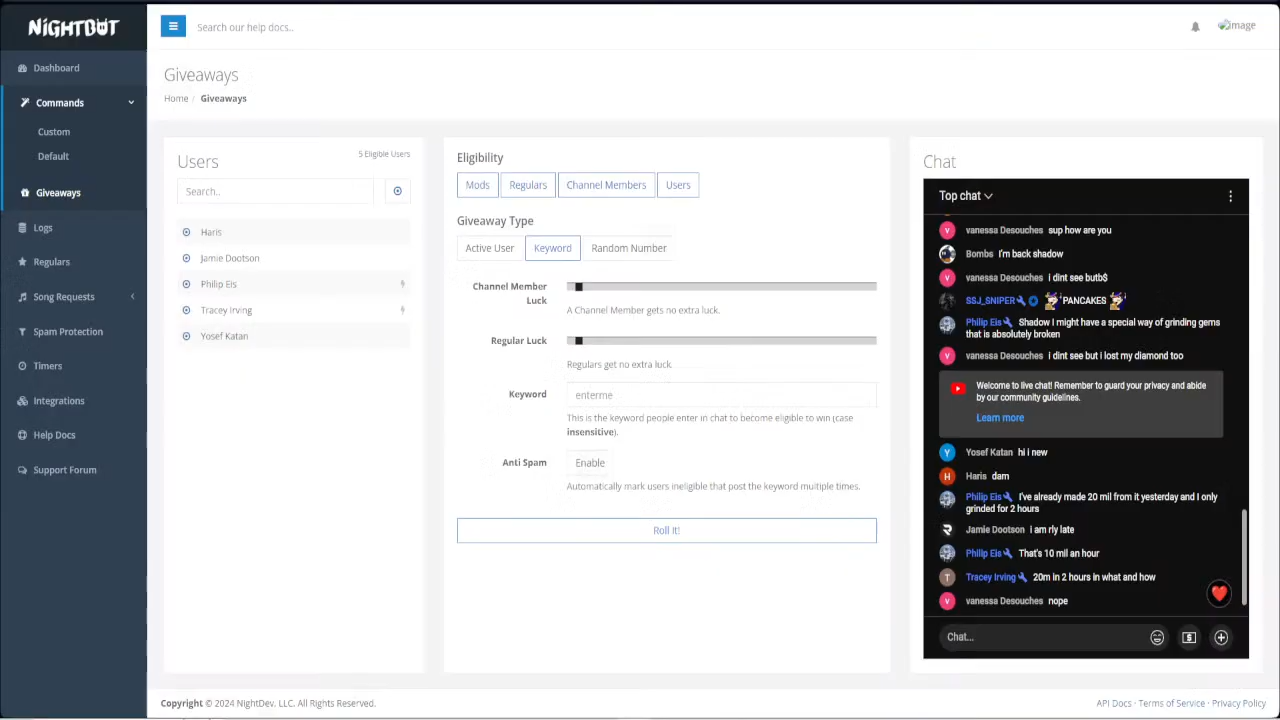 NiGHTBOT
Search our help docs..
image
Dashboard
Commands
Custom
Default
Giveaways
Logs
Regulars
Song Requests
Spam Protection
Timers
Integrations
Help Docs
Support Forum
Giveaways
Home / Giveaways
Users
5 Eligible Users
Search..
Haris
Jamie Dootson
Philip Eis
Tracey Irving
Yosef Katan
Eligibility
Mods Regulars Channel Members Users
Giveaway Type
Active User Keyword Random Number
Channel Member
Luck
A Channel Member gets no extra luck.
Regular Luck
Regulars get no extra luck.
Keyword
enterme
This is the keyword people enter in chat to become eligible to win (case
insensitive).
Anti Spam
Enable
Automatically mark users ineligible that post the keyword multiple times.
Roll It!
Chat
Top chat
vanessa Desouches sup how are you
Bombs I'm back shadow
vanessa Desouches i dint see butb$
SSJ_SNIPER PANCAKES
Philip Eis Shadow I might have a special way of grinding gems
that is absolutely broken
vanessa Desouches i dint see but i lost my diamond too
Welcome to live chat! Remember to guard your privacy and abide
by our community guidelines.
Learn more
Y Yosef Katan hi i new
H Haris dam
Philip Eis I've already made 20 mil from it yesterday and I only
grinded for 2 hours
Jamie Dootson i am rly late
Philip Eis That's 10 mil an hour
T Tracey Irving 20m in 2 hours in what and how
V vanessa Desouches nope
Chat...
Copyright © 2024 NightDev, LLC. All Rights Reserved.
API Docs · Terms of Service · Privacy Policy